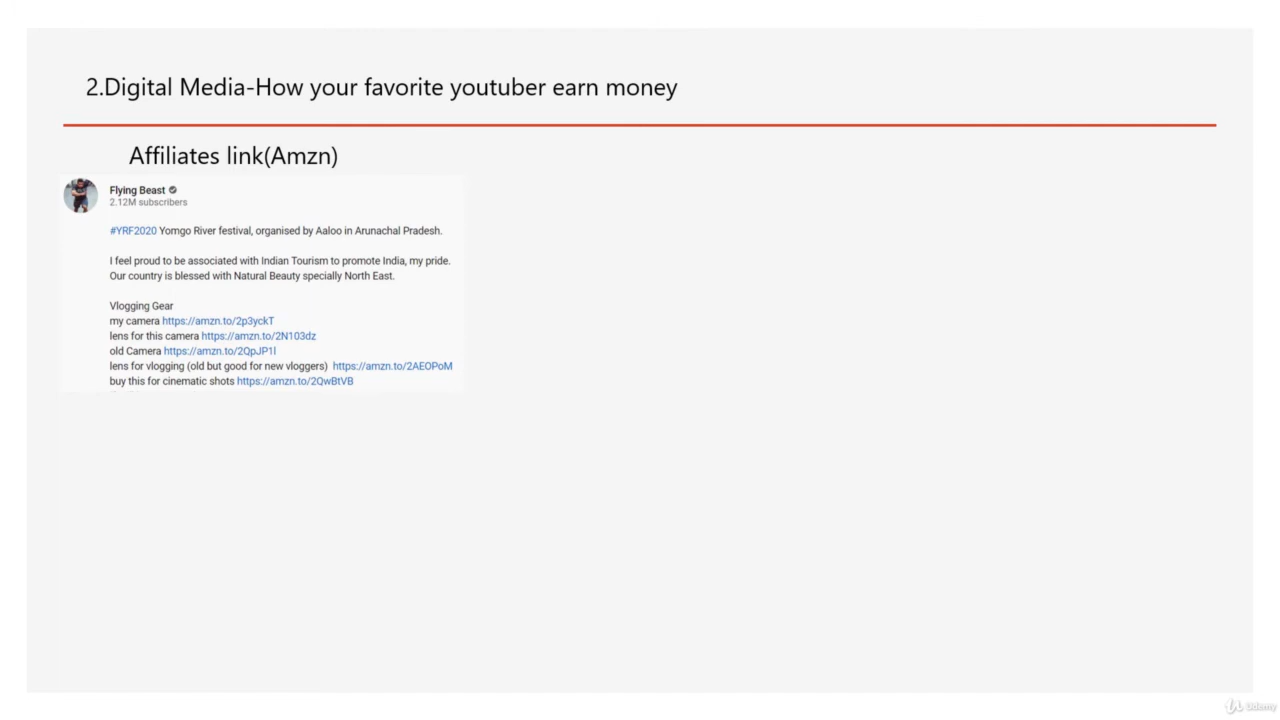 2.Digital Media-How your favorite youtuber earn money
Affiliates link(Amzn)
Flying Beast
2.12M subscribers
#YRF2020 Yomgo River festival, organised by Aaloo in Arunachal Pradesh.
I feel proud to be associated with Indian Tourism to promote India, my pride.
Our country is blessed with Natural Beauty specially North East.
Vlogging Gear
my camera https://amzn.to/2p3yckT
lens for this camera https://amzn.to/2N103dz
old Camera https://amzn.to/2QpJP1l
lens for vlogging (old but good for new vloggers) https://amzn.to/2AEOPoM
buy this for cinematic shots https://amzn.to/2QwBtVB
Udemy